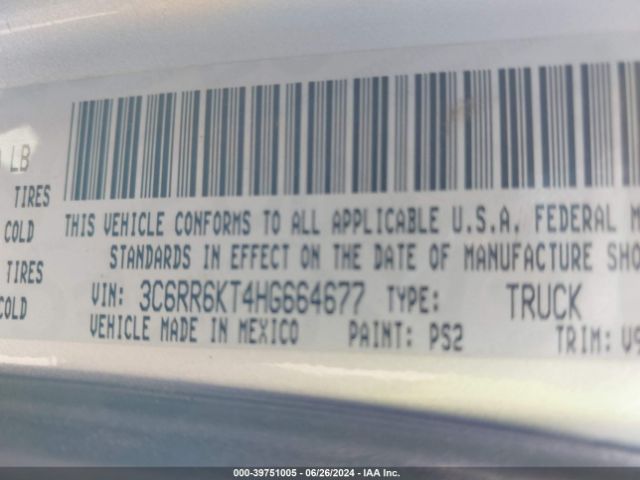 LB
TIRES
COLD
THIS VEHICLE CONFORMS TO ALL APPLICABLE U.S.A. FEDERAL M
STANDARDS IN EFFECT ON THE DATE OF MANUFACTURE SHO
TIRES
COLD
VIN: 3C6RR6KT4HG664677 TYPE: TRUCK
VEHICLE MADE IN MEXICO PAINT: PS2 TRIM: V9
000-39751005 - 06/26/2024 - IAA Inc.